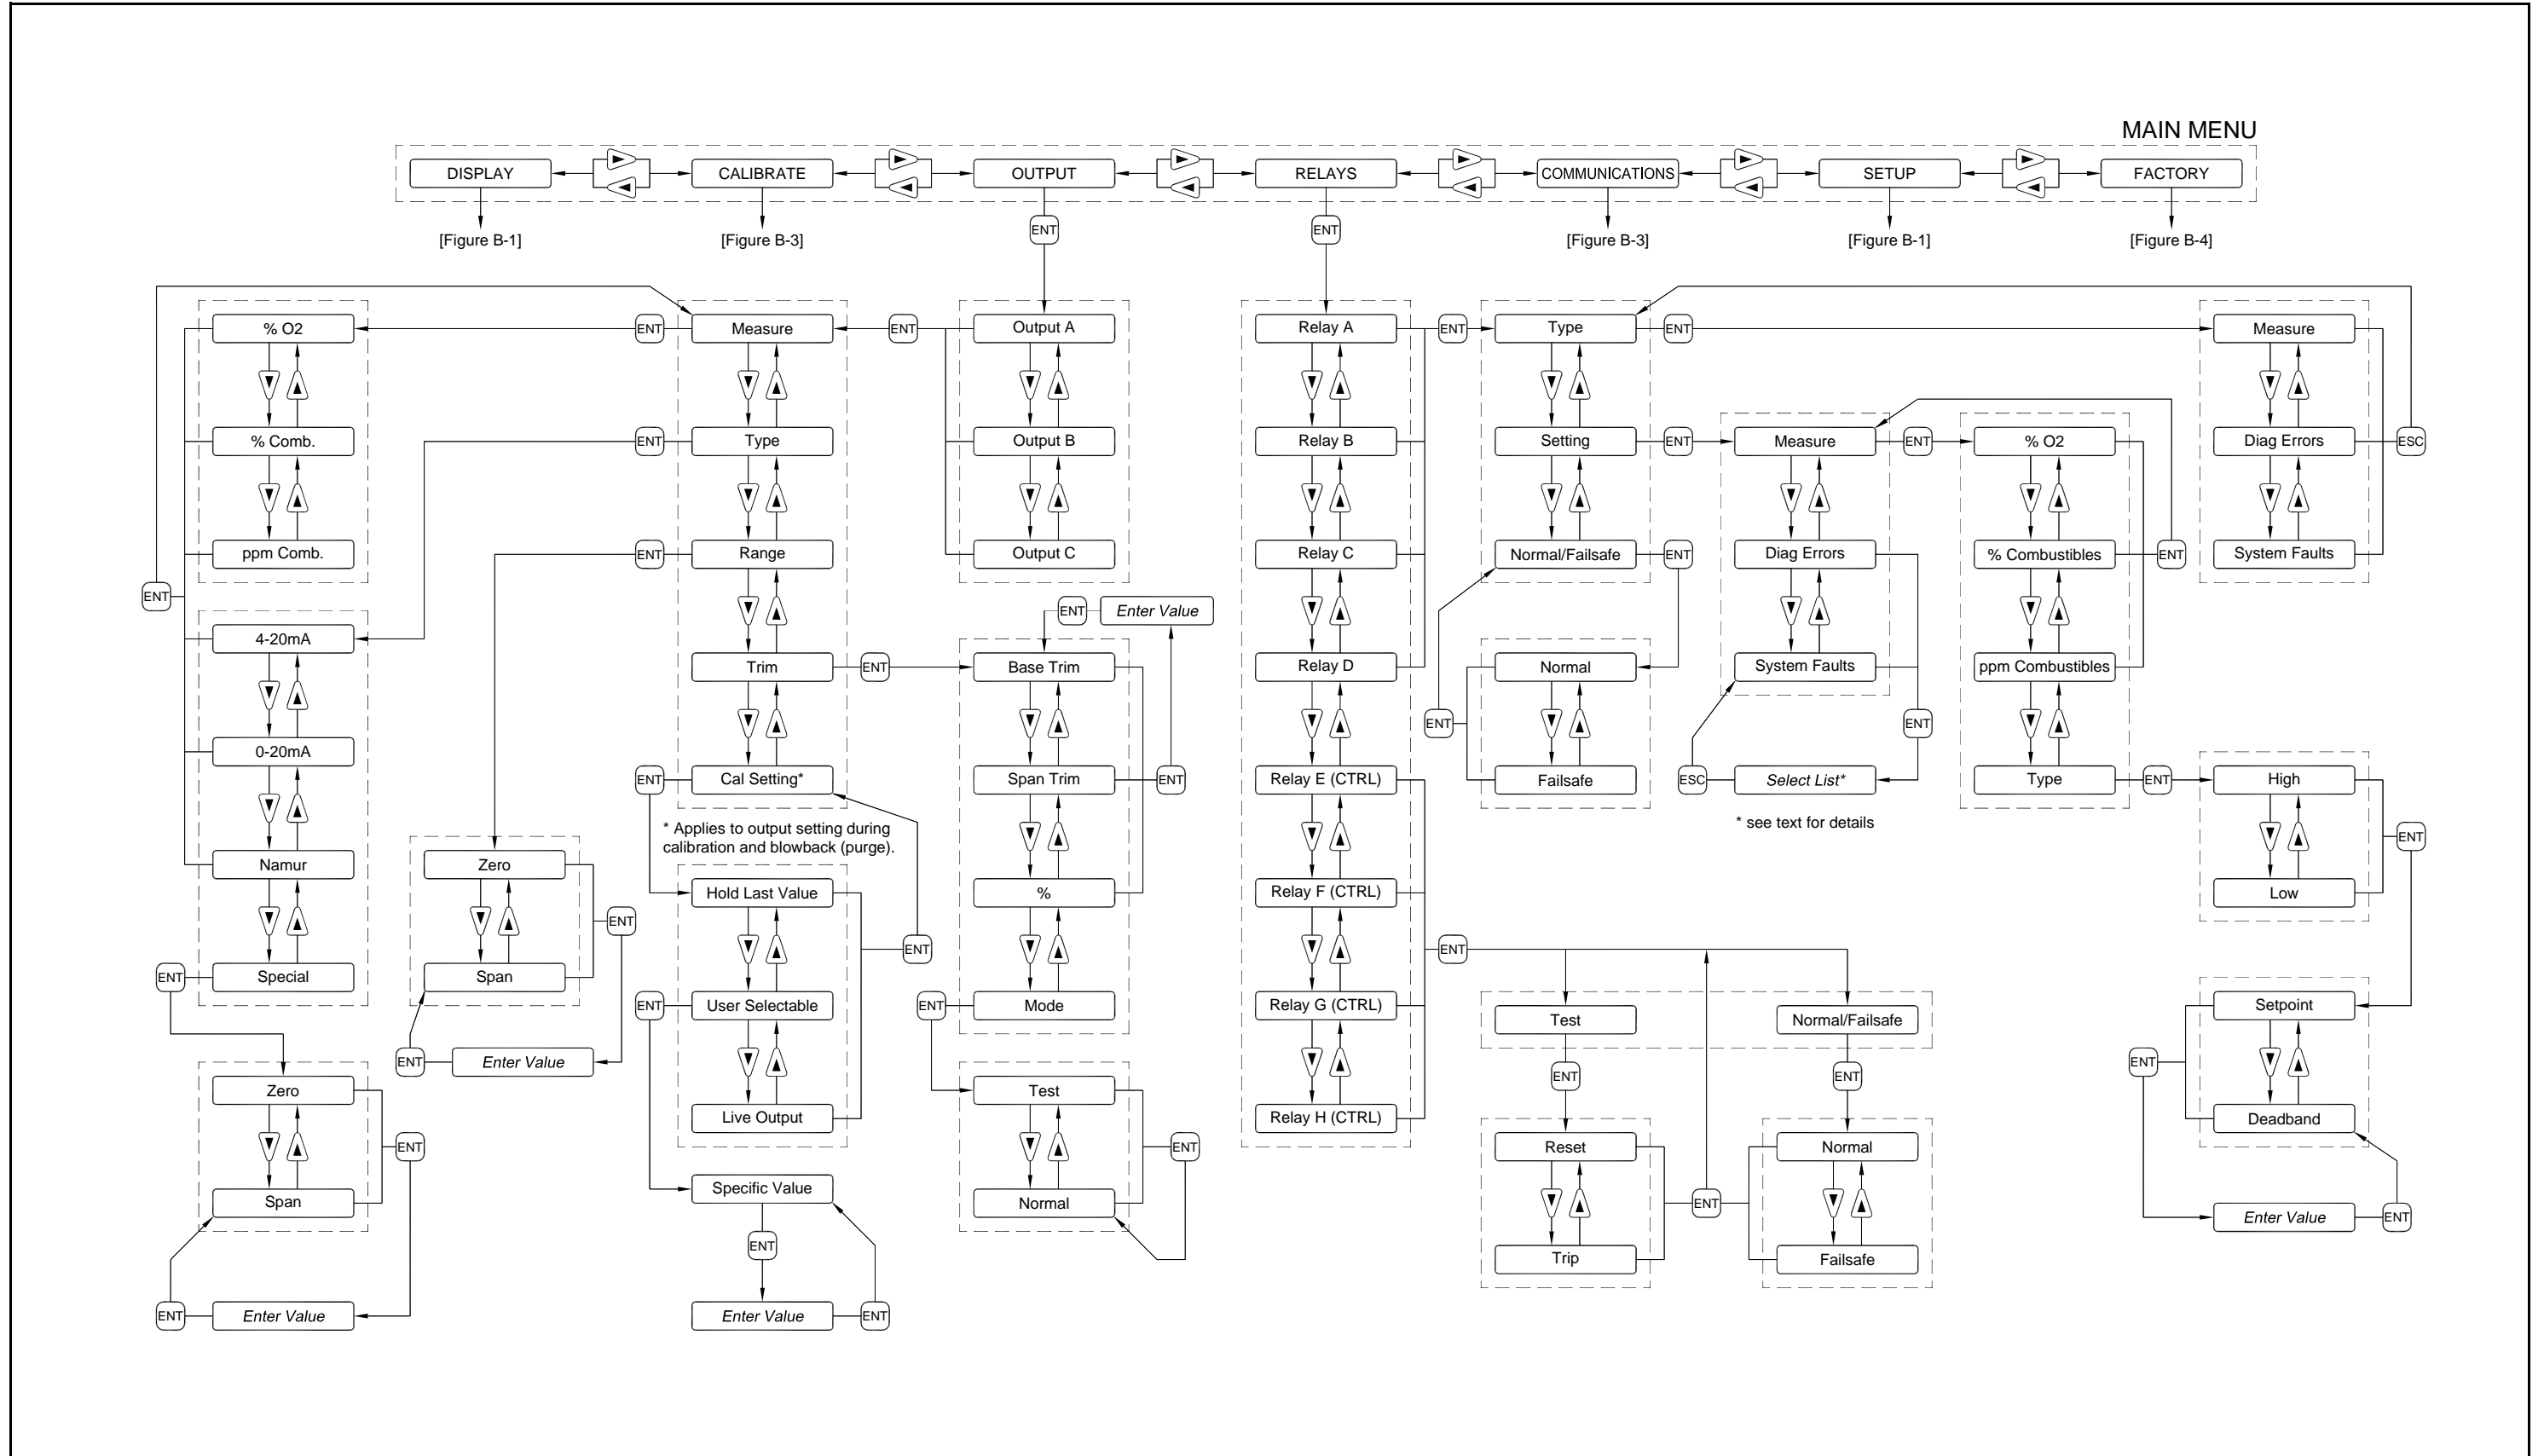 MAIN MENU
DISPLAY
CALIBRATE
OUTPUT
RELAYS
COMMUNICATIONS
SETUP
FACTORY
[Figure B-1]
[Figure B-3]
ENT
ENT
[Figure B-3]
[Figure B-1]
[Figure B-4]
% O2
% Comb.
ppm Comb.
ENT
ENT
ENT
ENT
4-20mA
0-20mA
Namur
Special
ENT
Zero
Span
ENT
ENT
Enter Value
Zero
Span
ENT
ENT
Enter Value
Measure
Type
Range
Trim
Cal Setting*
ENT
ENT
ENT
* Applies to output setting during
calibration and blowback (purge).
Hold Last Value
User Selectable
Live Output
ENT
ENT
Specific Value
ENT
Enter Value
ENT
Output A
Output B
Output C
ENT
Enter Value
Base Trim
Span Trim
%
Mode
ENT
ENT
Test
Normal
ENT
Relay A
Relay B
Relay C
Relay D
Relay E (CTRL)
Relay F (CTRL)
Relay G (CTRL)
Relay H (CTRL)
ENT
Type
Setting
Normal/Failsafe
ENT
ENT
ENT
Normal
Failsafe
ENT
Measure
Diag Errors
System Faults
ENT
ENT
ESC
Select List*
* see text for details
% O2
% Combustibles
ppm Combustibles
Type
ENT
ENT
Measure
Diag Errors
System Faults
ESC
High
Low
ENT
Setpoint
Deadband
ENT
Enter Value
ENT
ENT
Test
Normal/Failsafe
ENT
ENT
Reset
Trip
ENT
Normal
Failsafe